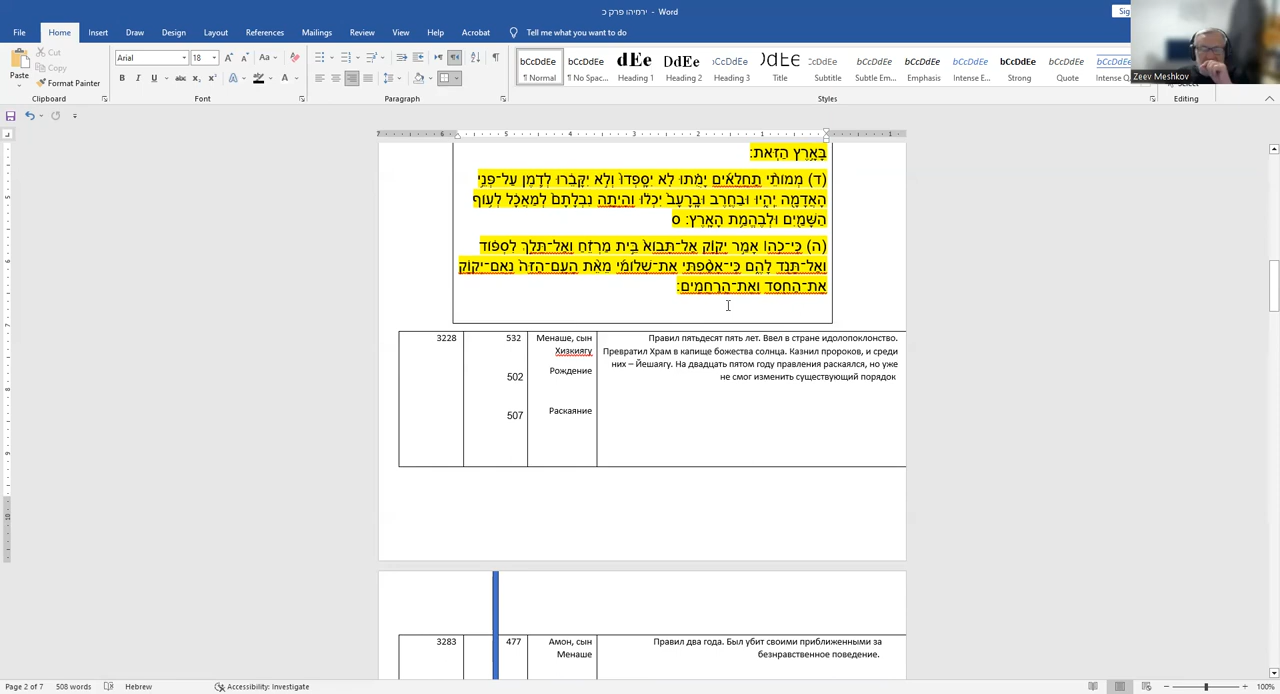 ירמיהו פרק כ - Word
Sig
File Home Insert Draw Design Layout References Mailings Review View Help Acrobat Tell me what you want to do
Zeev Meshkov
Paste
Cut
Copy
Format Painter
Arial 18
Clipboard Font Paragraph Styles Editing
BbCcDdEe BbCcDdEe
¶ Normal ¶ No Spac... Heading 1 Heading 2 Heading 3 Title Subtitle Subtle Em... Emphasis Intense E... Strong Quote Intense Q...
בָּאָ֥רֶץ הַזֹּֽאת׃
(ד) מְמוֹתֵ֨י תַחֲלֻאִ֜ים יָמֻ֗תוּ לֹ֤א יִסָּֽפְדוּ֙ וְלֹ֣א יִקָּבֵ֔רוּ לְדֹ֛מֶן עַל־פְּנֵ֥י
הָאֲדָמָ֖ה יִֽהְי֑וּ וּבַחֶ֤רֶב וּבָֽרָעָב֙ יִכְל֔וּ וְהָיְתָ֤ה נִבְלָתָם֙ לְמַאֲכָ֔ל לְע֥וֹף
הַשָּׁמַ֖יִם וּלְבֶהֱמַ֥ת הָאָֽרֶץ׃ ס
(ה) כִּי־כֹ֣ה׀ אָמַ֣ר יְקֹוָ֗ק אַל־תָּבוֹא֙ בֵּ֣ית מַרְזֵ֔חַ וְאַל־תֵּלֵ֣ךְ לִסְפּ֔וֹד
וְאַל־תָּנֹ֖ד לָהֶ֑ם כִּֽי־אָסַ֨פְתִּי אֶת־שְׁלוֹמִ֜י מֵאֵ֨ת הָעָ֤ם־הַזֶּה֙ נְאֻם־יְקֹוָ֔ק
אֶת־הַחֶ֖סֶד וְאֶת־הָֽרַחֲמִֽים׃
3228 532 Менаше, сын
Хизкиягу
Рождение
502
Раскаяние
507
Правил пятьдесят пять лет. Ввел в стране идолопоклонство.
Превратил Храм в капище божества солнца. Казнил пророков, и среди
них – Йешаягу. На двадцать пятом году правления раскаялся, но уже
не смог изменить существующий порядок
3283 477 Амон, сын
Менаше
Правил два года. Был убит своими приближенными за
безнравственное поведение.
Page 2 of 7 508 words Hebrew Accessibility: Investigate 100%